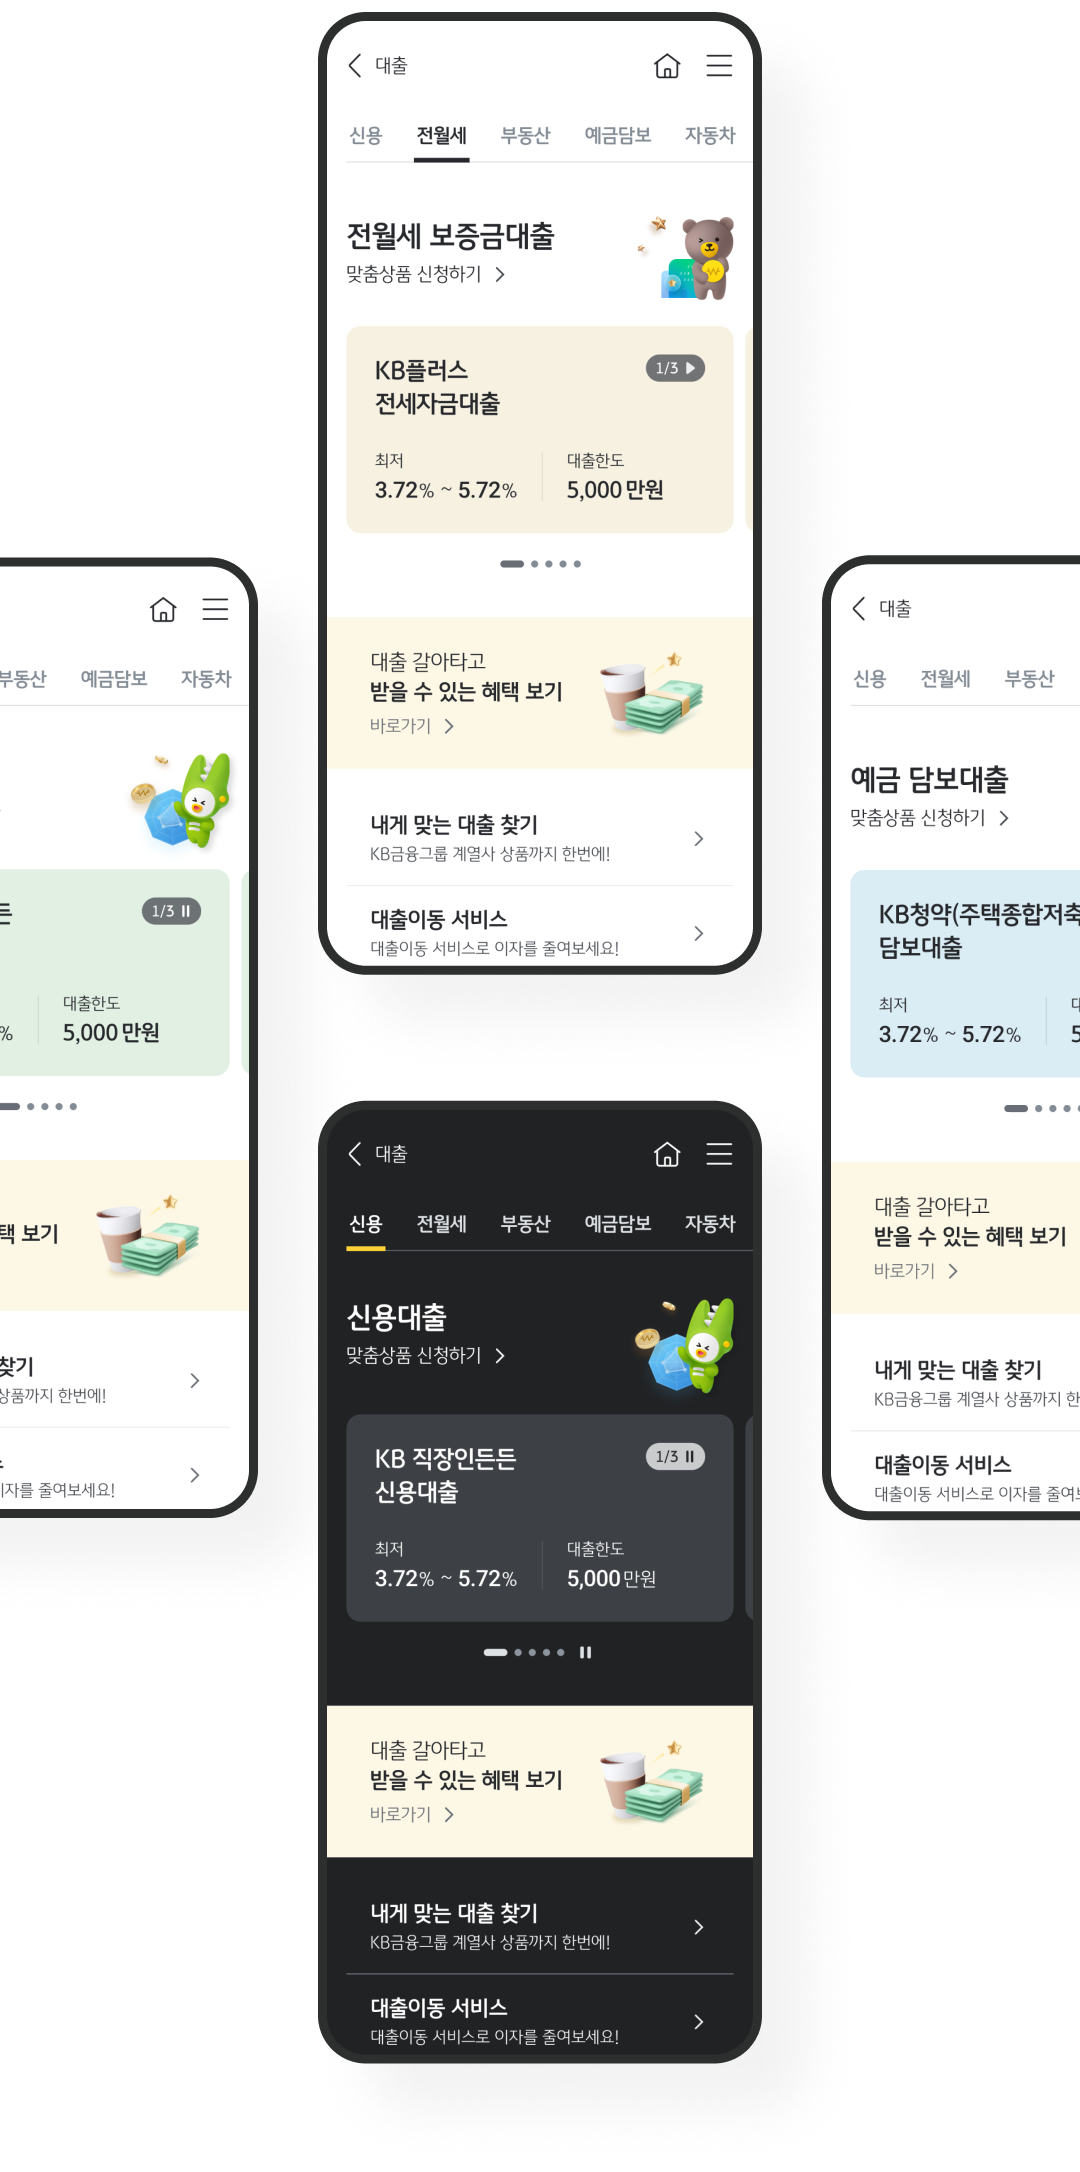 대출
신용 전월세 부동산 예금담보 자동차
전월세 보증금대출
맞춤상품 신청하기
KB플러스
전세자금대출
1/3
최저
3.72% ~ 5.72%
대출한도
5,000 만원
대출 갈아타고
받을 수 있는 혜택 보기
바로가기
내게 맞는 대출 찾기
KB금융그룹 계열사 상품까지 한번에!
대출이동 서비스
대출이동 서비스로 이자를 줄여보세요!
부동산 예금담보 자동차
든
1/3
%
대출한도
5,000 만원
택 보기
찾기
상품까지 한번에!
이자를 줄여보세요!
대출
신용 전월세 부동산
예금 담보대출
맞춤상품 신청하기
KB청약(주택종합저축
담보대출
최저
3.72% ~ 5.72%
대
5
대출 갈아타고
받을 수 있는 혜택 보기
바로가기
내게 맞는 대출 찾기
KB금융그룹 계열사 상품까지 한
대출이동 서비스
대출이동 서비스로 이자를 줄여
대출
신용 전월세 부동산 예금담보 자동차
신용대출
맞춤상품 신청하기
KB 직장인든든
신용대출
1/3
최저
3.72% ~ 5.72%
대출한도
5,000 만원
대출 갈아타고
받을 수 있는 혜택 보기
바로가기
내게 맞는 대출 찾기
KB금융그룹 계열사 상품까지 한번에!
대출이동 서비스
대출이동 서비스로 이자를 줄여보세요!